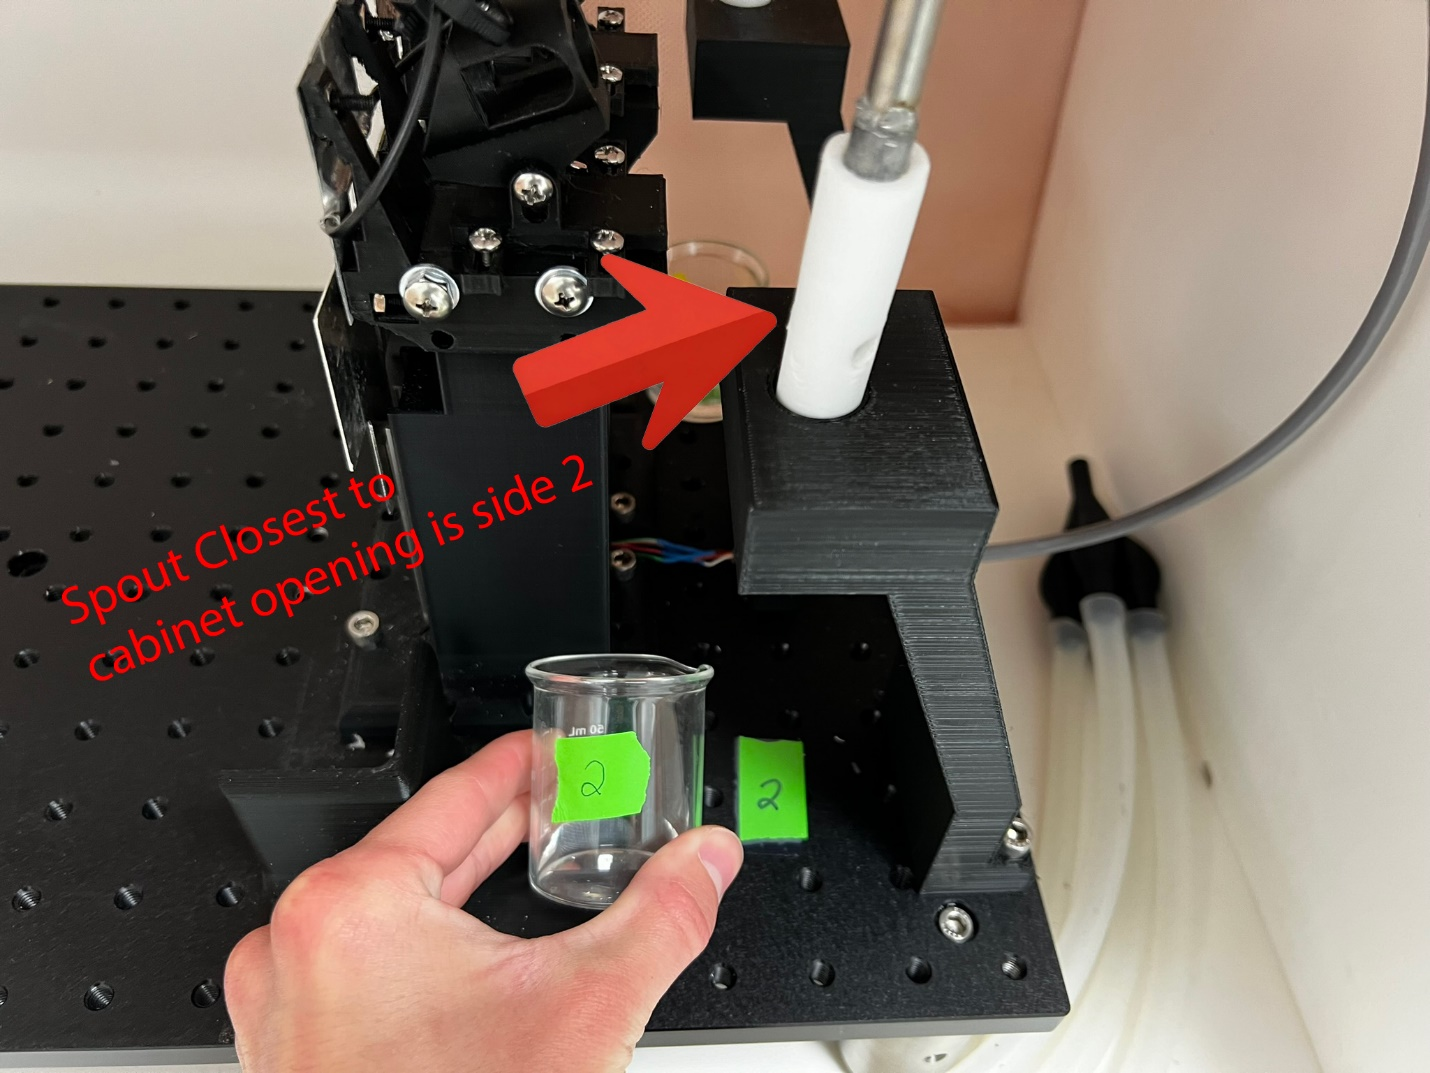 Spout Closest to
cabinet opening is side 2
50 mL
2
2